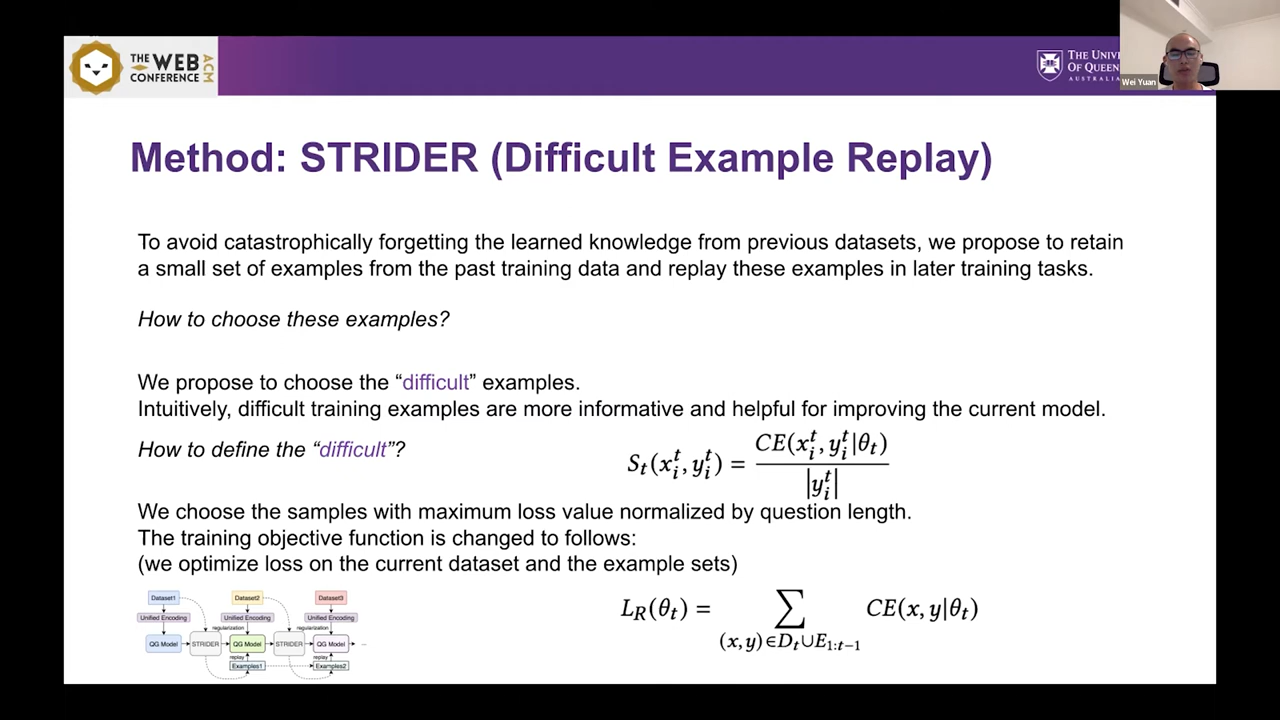 THE WEB
CONFERENCE
ACM
THE UNIV
OF QUEEN
AUSTRALIA
Wei Yuan
Method: STRIDER (Difficult Example Replay)
To avoid catastrophically forgetting the learned knowledge from previous datasets, we propose to retain
a small set of examples from the past training data and replay these examples in later training tasks.
How to choose these examples?
We propose to choose the “difficult” examples.
Intuitively, difficult training examples are more informative and helpful for improving the current model.
How to define the “difficult”?
S_t(x_i^t, y_i^t) = CE(x_i^t, y_i^t|θ_t) / |y_i^t|
We choose the samples with maximum loss value normalized by question length.
The training objective function is changed to follows:
(we optimize loss on the current dataset and the example sets)
L_R(θ_t) = ∑_{(x,y)∈D_t∪E_{1:t−1}} CE(x, y|θ_t)
Dataset1 Dataset2 Dataset3
Unified Encoding Unified Encoding Unified Encoding
regularization regularization
QG Model STRIDER QG Model STRIDER QG Model ...
replay replay
Examples1 Examples2